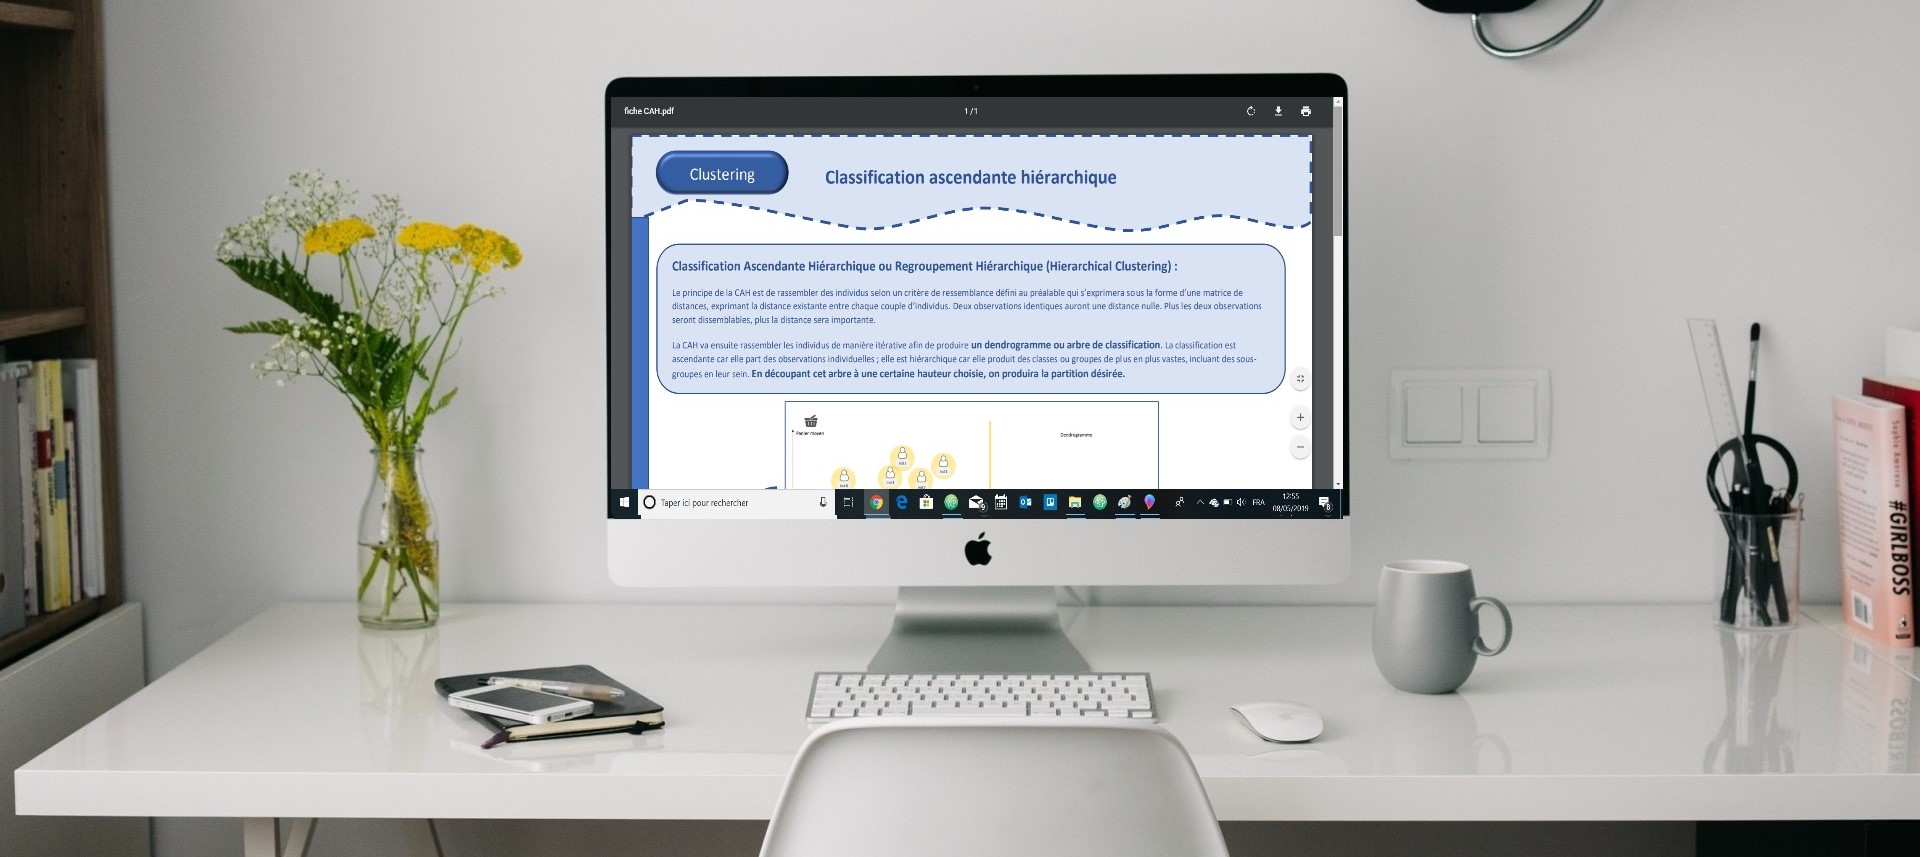 fiche CAH.pdf
1 / 1
Clustering
Classification ascendante hiérarchique
Classification Ascendante Hiérarchique ou Regroupement Hiérarchique (Hierarchical Clustering) :
Le principe de la CAH est de rassembler des individus selon un critère de ressemblance défini au préalable qui s'exprimera sous la forme d'une matrice de
distances, exprimant la distance existante entre chaque couple d'individus. Deux observations identiques auront une distance nulle. Plus les deux observations
seront dissemblables, plus la distance sera importante.
La CAH va ensuite rassembler les individus de manière itérative afin de produire un dendrogramme ou arbre de classification. La classification est
ascendante car elle part des observations individuelles ; elle est hiérarchique car elle produit des classes ou groupes de plus en plus vastes, incluant des sous-
groupes en leur sein. En découpant cet arbre à une certaine hauteur choisie, on produira la partition désirée.
Panier moyen
Dendrogramme
Taper ici pour rechercher
FRA
12:55
08/05/2019
#GIRLBOSS